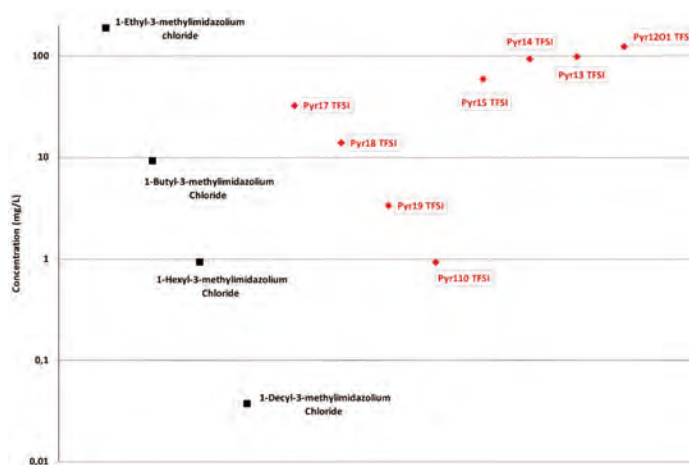 1-Ethyl-3-methylimidazolium
chloride
Pyr14 TFSI
Pyr12O1 TFSI
100
Pyr13 TFSI
Pyr15 TFSI
Pyr17 TFSI
Pyr18 TFSI
10
1-Butyl-3-methylimidazolium
Chloride
Pyr19 TFSI
Concentration (mg/L)
1
1-Hexyl-3-methylimidazolium
Chloride
Pyr110 TFSI
0,1
1-Decyl-3-methylimidazolium
Chloride
0,01